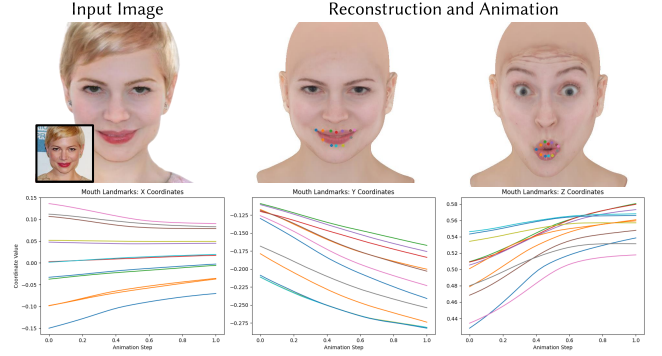 Input Image
Reconstruction and Animation
Mouth Landmarks: X Coordinates
Mouth Landmarks: Y Coordinates
Mouth Landmarks: Z Coordinates
Coordinate Value
0.15
0.10
0.05
0.00
−0.05
−0.10
−0.15
0.0 0.2 0.4 0.6 0.8 1.0
Animation Step
−0.125
−0.150
−0.175
−0.200
−0.225
−0.250
−0.275
0.0 0.2 0.4 0.6 0.8 1.0
Animation Step
0.58
0.56
0.54
0.52
0.50
0.48
0.46
0.44
0.0 0.2 0.4 0.6 0.8 1.0
Animation Step